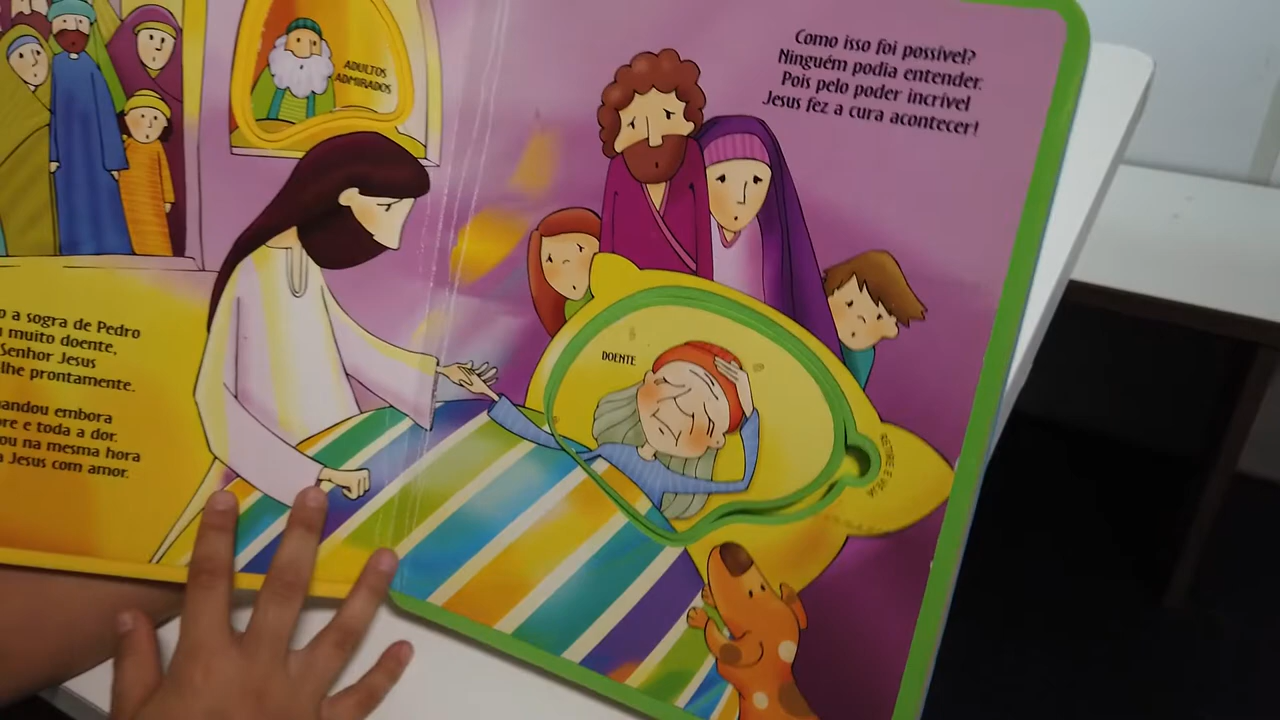 ADULTOS
ADMIRADOS
o a sogra de Pedro
muito doente,
Senhor Jesus
lhe prontamente.
andou embora
re e toda a dor.
ou na mesma hora
a Jesus com amor.
Como isso foi possível?
Ninguém podia entender.
Pois pelo poder incrível
Jesus fez a cura acontecer!
DOENTE
RETIRE E VEJA